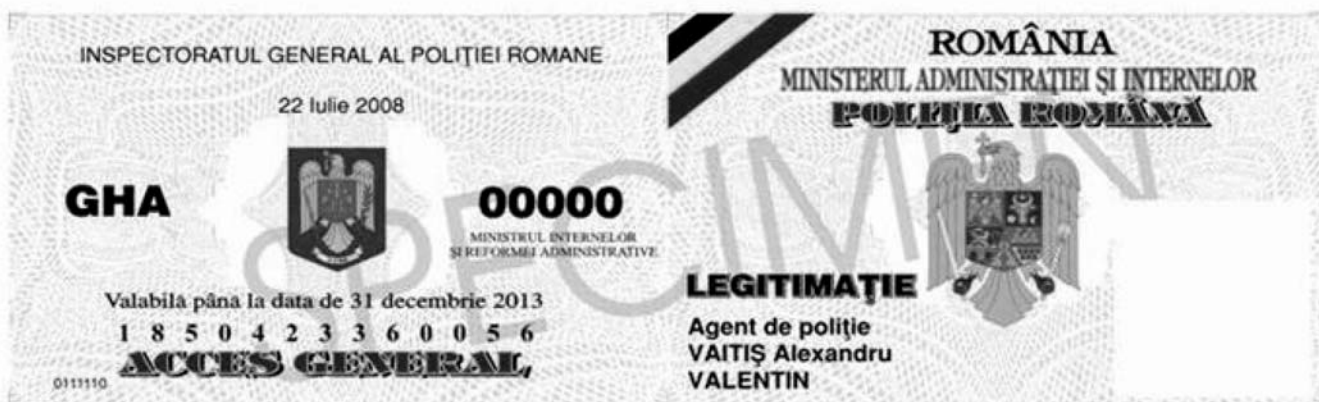 INSPECTORATUL GENERAL AL POLIŢIEI ROMANE
22 Iulie 2008
GHA
00000
MINISTRUL INTERNELOR
ŞI REFORMEI ADMINISTRATIVE
Valabilă până la data de 31 decembrie 2013
1 8 5 0 4 2 3 3 6 0 0 5 6
ACCES GENERAL
0111110
ROMÂNIA
MINISTERUL ADMINISTRAŢIEI ŞI INTERNELOR
POLIŢIA ROMÂNĂ
LEGITIMAŢIE
Agent de poliţie
VAITIŞ Alexandru
VALENTIN
SPECIMEN